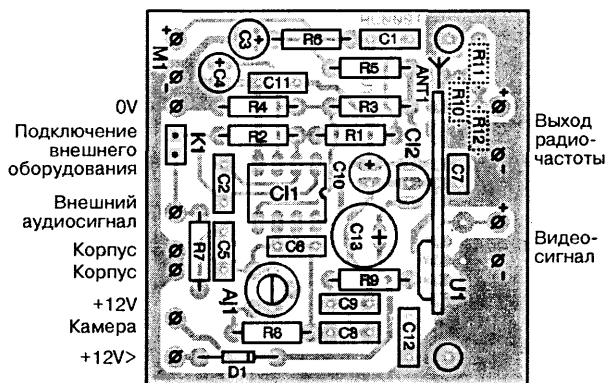 M1
C3
R6
C1
C4
R5
C11
ANT1
R11
0V
R4
R3
R10
R12
Подключение
внешнего
оборудования
K1
R2
R1
CI2
Выход
радио-
частоты
C2
CI1
C10
C7
Внешний
аудиосигнал
Корпус
Корпус
R7
C5
C6
C13
Видео-
сигнал
R9
U1
+12V
Aj1
C9
Камера
R8
C8
C12
+12V>
D1